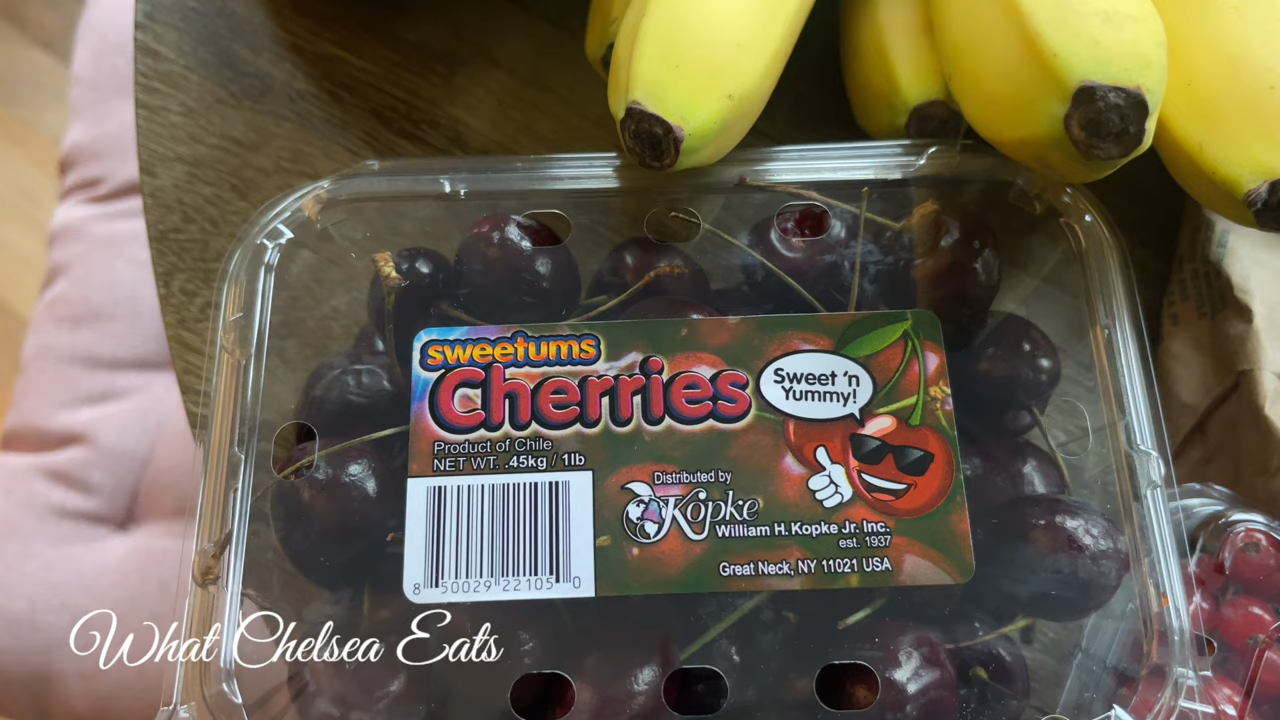 sweetums
Cherries
Sweet 'n
Yummy!
Product of Chile
NET WT. .45kg / 1lb
Distributed by
Kopke
William H. Kopke Jr. Inc.
est. 1937
Great Neck, NY 11021 USA
8 50029 22105 0
What Chelsea Eats